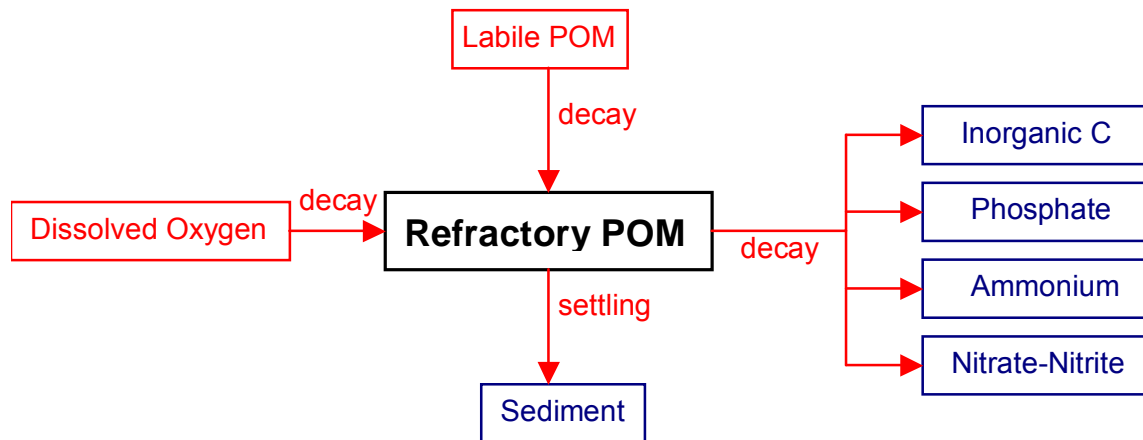 Labile POM
decay
Inorganic C
decay
Phosphate
Dissolved Oxygen
Refractory POM
decay
Ammonium
settling
Nitrate-Nitrite
Sediment